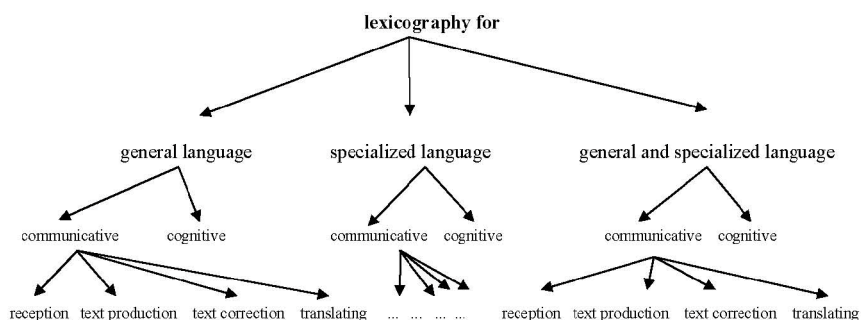 lexicography for
general language specialized language general and specialized language
communicative cognitive communicative cognitive communicative cognitive
reception text production text correction translating ... ... ... ... reception text production text correction translating